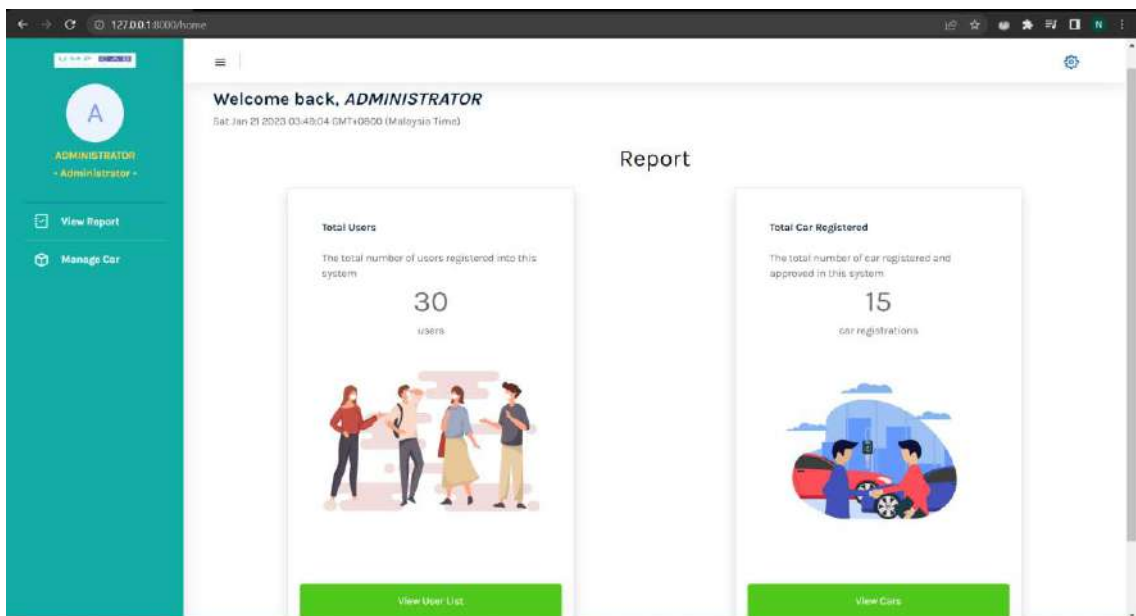 127.0.0.1:8000/home
N
A
ADMINISTRATOR
- Administrator -
View Report
Manage Car
Welcome back, ADMINISTRATOR
Sat Jan 21 2023 03:48:04 GMT+0800 (Malaysia Time)
Report
Total Users
The total number of users registered into this
system
30
users
View User List
Total Car Registered
The total number of car registered and
approved in this system
15
car registrations
View Cars